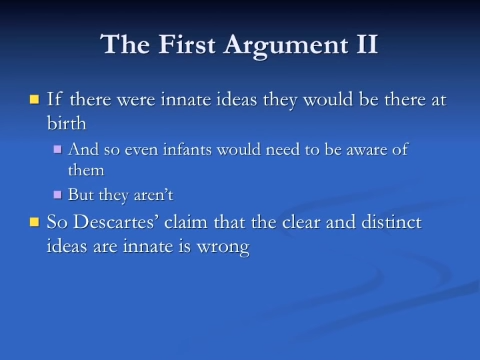 The First Argument II
If there were innate ideas they would be there at
birth
And so even infants would need to be aware of
them
But they aren't
So Descartes' claim that the clear and distinct
ideas are innate is wrong